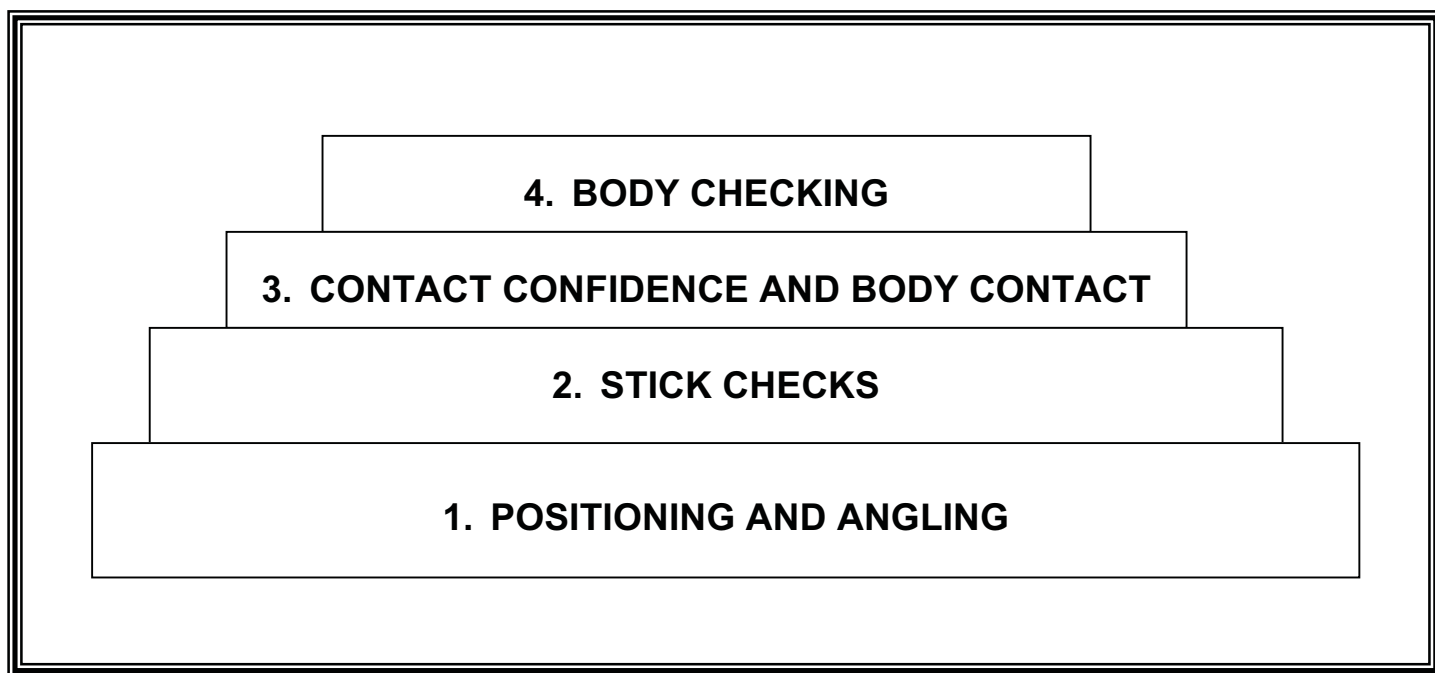 4. BODY CHECKING
3. CONTACT CONFIDENCE AND BODY CONTACT
2. STICK CHECKS
1. POSITIONING AND ANGLING